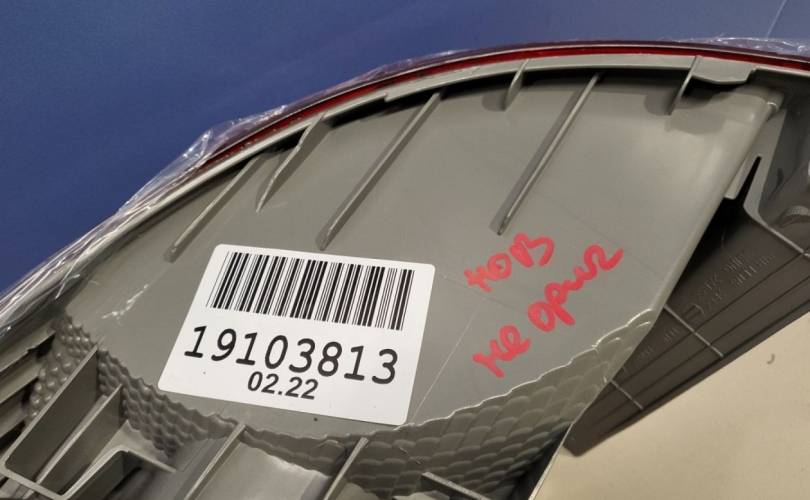 19103813
02.22
нов
не ориг